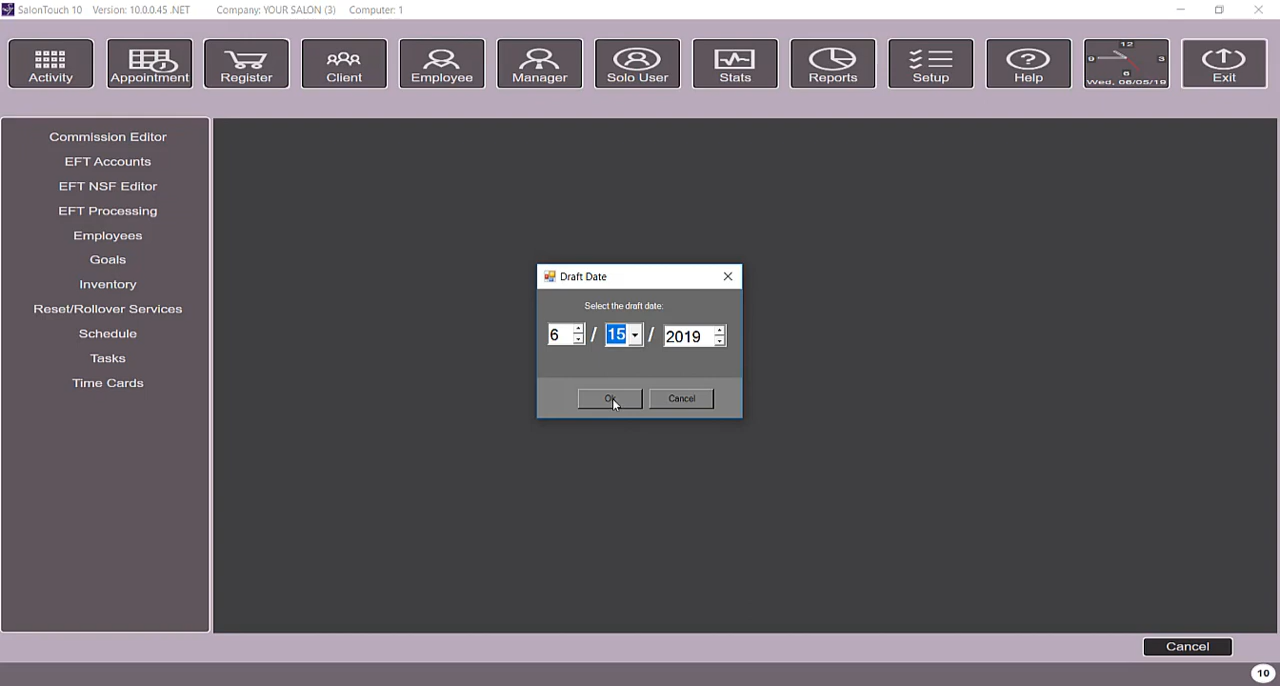 SalonTouch 10 Version: 10.0.0.45 .NET Company: YOUR SALON (3) Computer: 1
Activity Appointment Register Client Employee Manager Solo User Stats Reports Setup Help Exit
12
9 3
6
Wed, 06/05/19
Commission Editor
EFT Accounts
EFT NSF Editor
EFT Processing
Employees
Goals
Inventory
Reset/Rollover Services
Schedule
Tasks
Time Cards
Draft Date
Select the draft date:
6 / 15 / 2019
Ok Cancel
Cancel
10